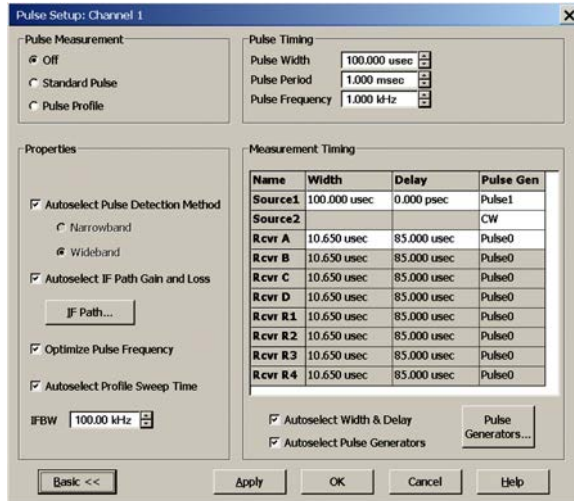 Pulse Setup: Channel 1
Pulse Measurement
Off
Standard Pulse
Pulse Profile
Pulse Timing
Pulse Width 100.000 usec
Pulse Period 1.000 msec
Pulse Frequency 1.000 kHz
Properties
Autoselect Pulse Detection Method
Narrowband
Wideband
Autoselect IF Path Gain and Loss
IF Path...
Optimize Pulse Frequency
Autoselect Profile Sweep Time
IFBW 100.00 kHz
Measurement Timing
Name Width Delay Pulse Gen
Source1 100.000 usec 0.000 psec Pulse1
Source2 CW
Rcvr A 10.650 usec 85.000 usec Pulse0
Rcvr B 10.650 usec 85.000 usec Pulse0
Rcvr C 10.650 usec 85.000 usec Pulse0
Rcvr D 10.650 usec 85.000 usec Pulse0
Rcvr R1 10.650 usec 85.000 usec Pulse0
Rcvr R2 10.650 usec 85.000 usec Pulse0
Rcvr R3 10.650 usec 85.000 usec Pulse0
Rcvr R4 10.650 usec 85.000 usec Pulse0
Autoselect Width & Delay
Autoselect Pulse Generators
Pulse
Generators...
Basic << Apply OK Cancel Help